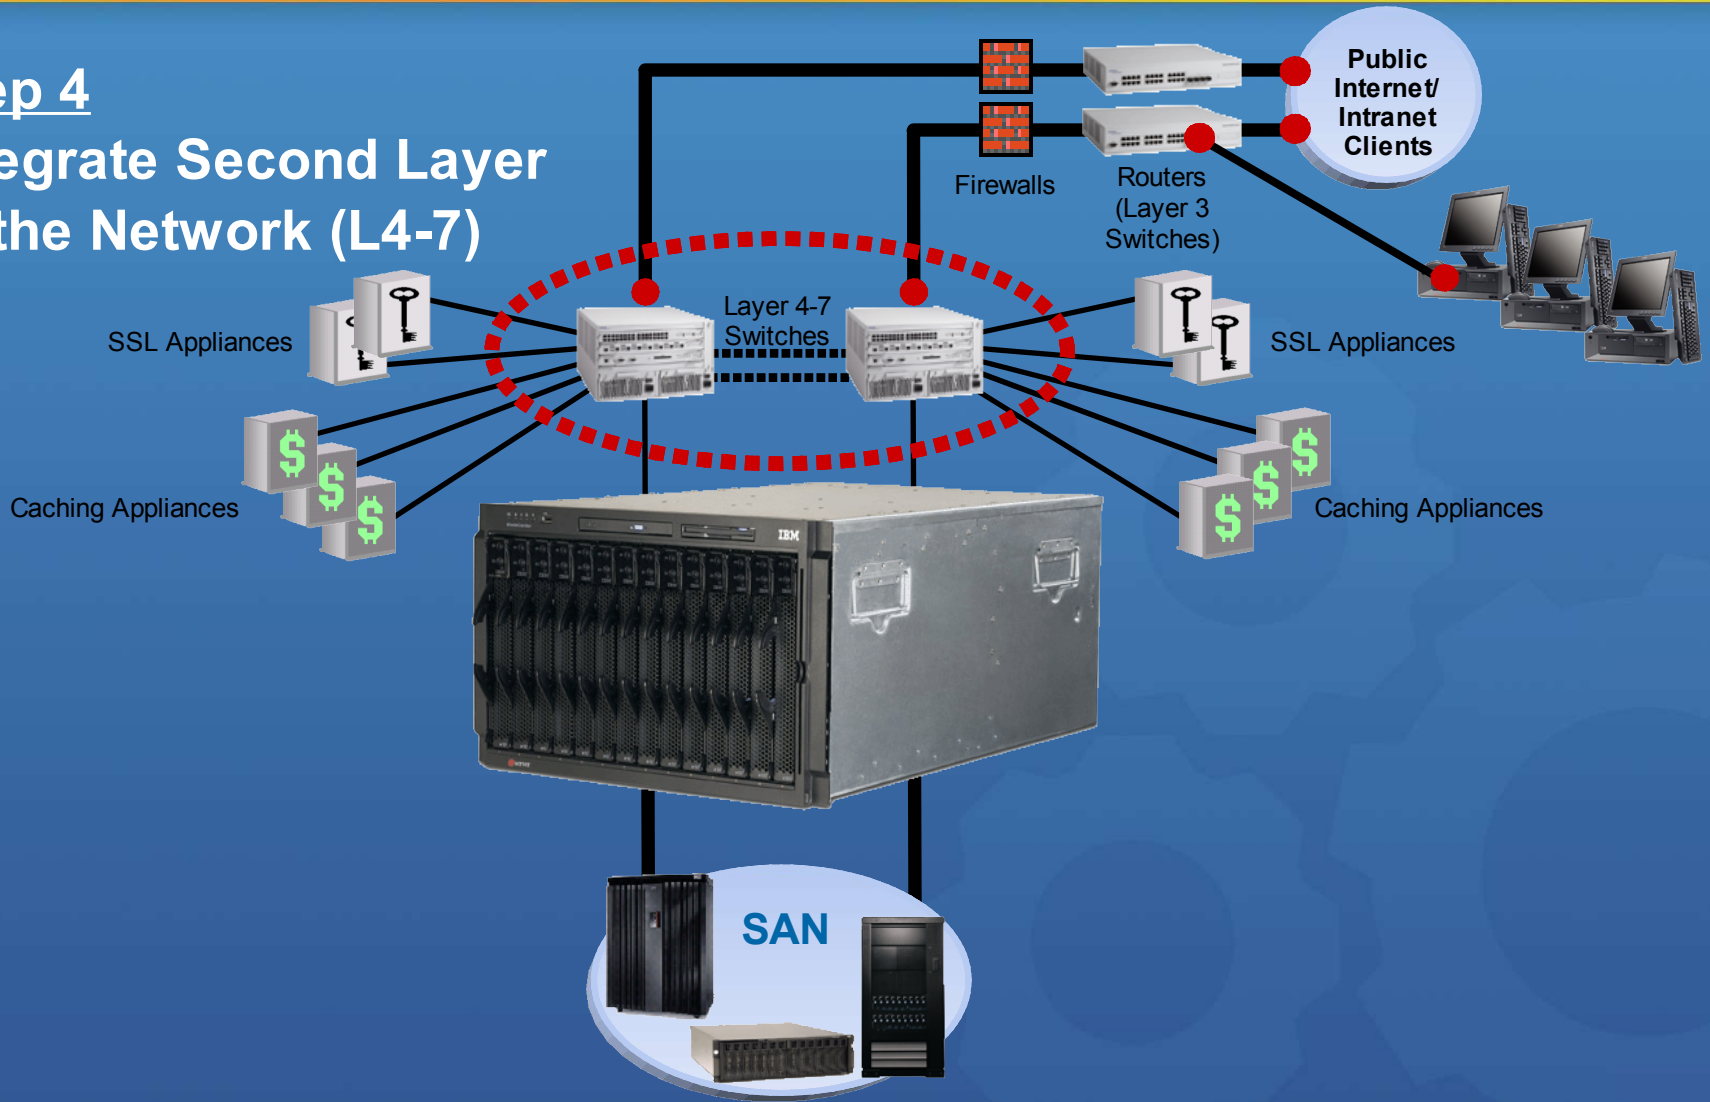 ep 4
egrate Second Layer
the Network (L4-7)
Public
Internet/
Intranet
Clients
Firewalls
Routers
(Layer 3
Switches)
Layer 4-7
Switches
SSL Appliances
SSL Appliances
Caching Appliances
Caching Appliances
$
$
$
$
$
$
IBM
SAN